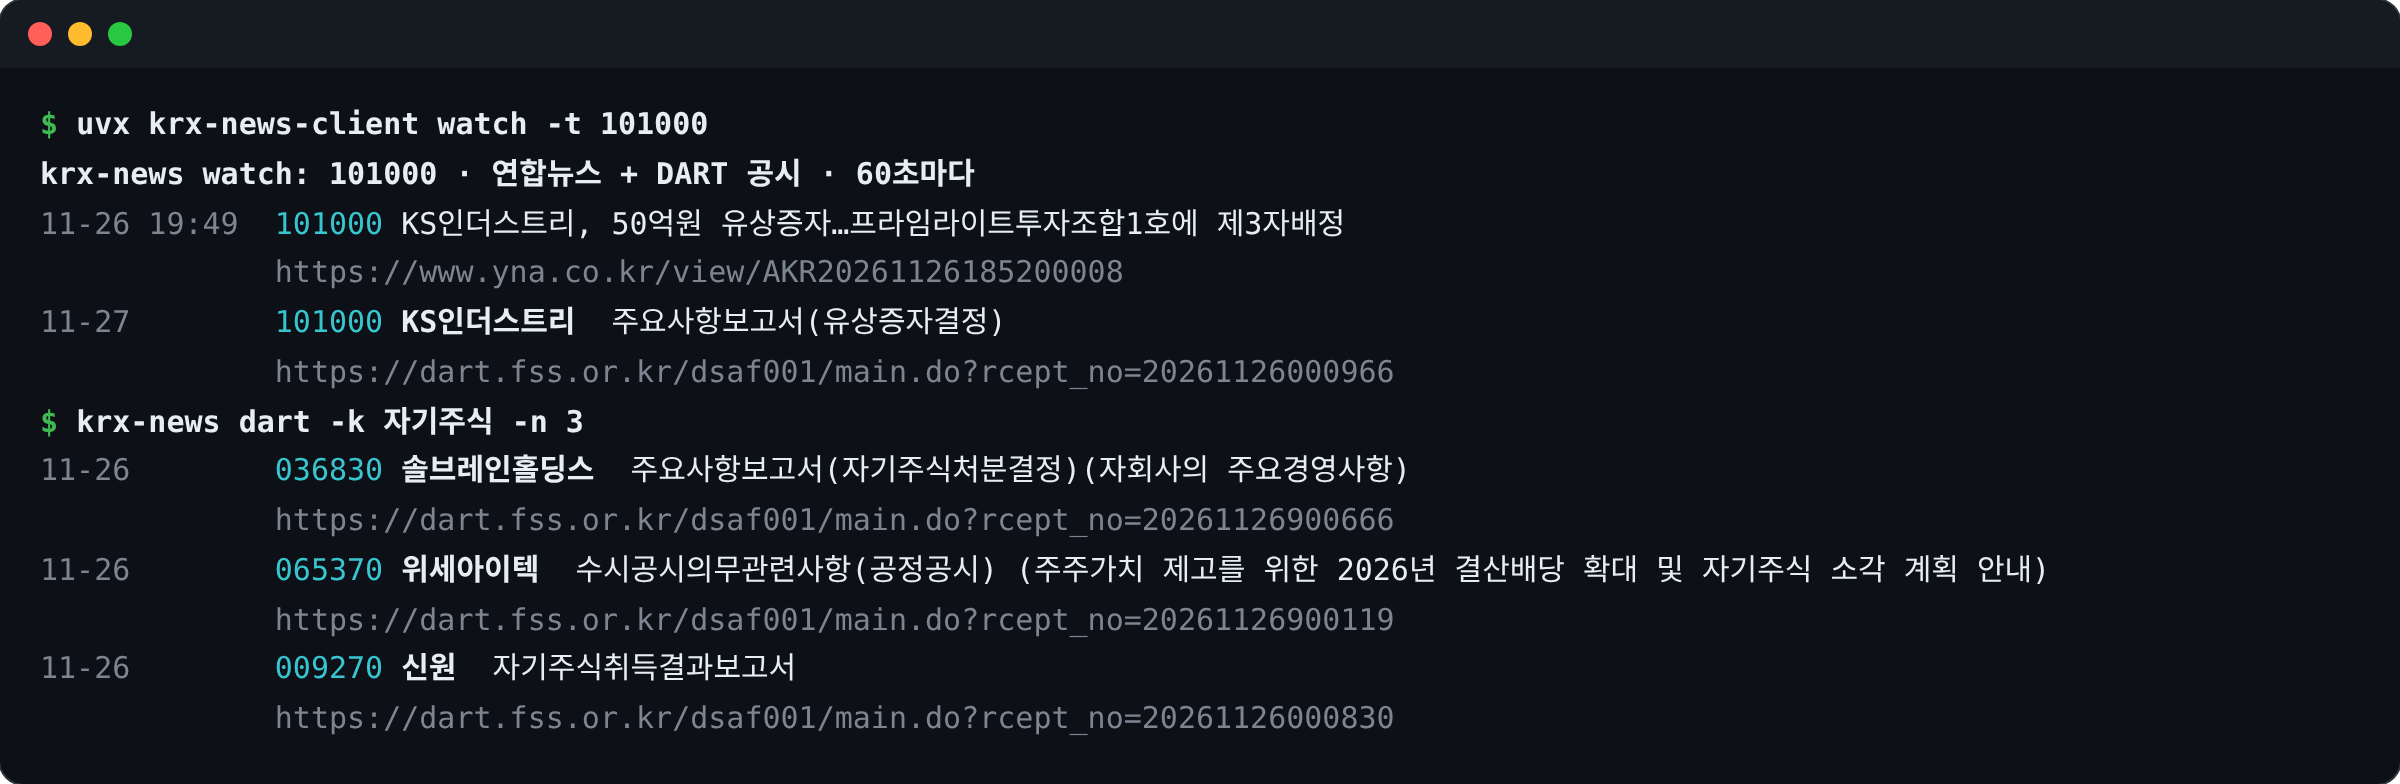 $ uvx krx-news-client watch -t 101000
krx-news watch: 101000 · 연합뉴스 + DART 공시 · 60초마다
11-26 19:49  101000 KS인더스트리, 50억원 유상증자…프라임라이트투자조합1호에 제3자배정
https://www.yna.co.kr/view/AKR20261126185200008
11-27  101000 KS인더스트리  주요사항보고서(유상증자결정)
https://dart.fss.or.kr/dsaf001/main.do?rcept_no=20261126000966
$ krx-news dart -k 자기주식 -n 3
11-26  036830 솔브레인홀딩스  주요사항보고서(자기주식처분결정)(자회사의 주요경영사항)
https://dart.fss.or.kr/dsaf001/main.do?rcept_no=20261126900666
11-26  065370 위세아이텍  수시공시의무관련사항(공정공시) (주주가치 제고를 위한 2026년 결산배당 확대 및 자기주식 소각 계획 안내)
https://dart.fss.or.kr/dsaf001/main.do?rcept_no=20261126900119
11-26  009270 신원  자기주식취득결과보고서
https://dart.fss.or.kr/dsaf001/main.do?rcept_no=20261126000830